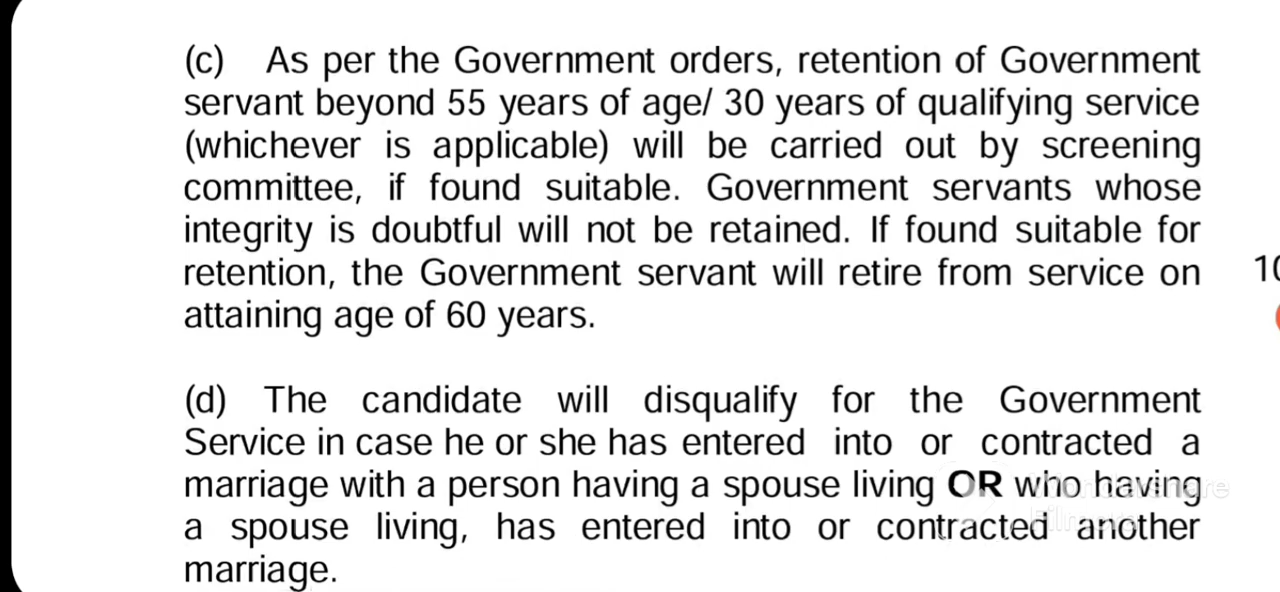 (c) As per the Government orders, retention of Government
servant beyond 55 years of age/ 30 years of qualifying service
(whichever is applicable) will be carried out by screening
committee, if found suitable. Government servants whose
integrity is doubtful will not be retained. If found suitable for
retention, the Government servant will retire from service on
attaining age of 60 years.
(d) The candidate will disqualify for the Government
Service in case he or she has entered into or contracted a
marriage with a person having a spouse living OR who having
a spouse living, has entered into or contracted another
marriage.
Wondershare
Filmora